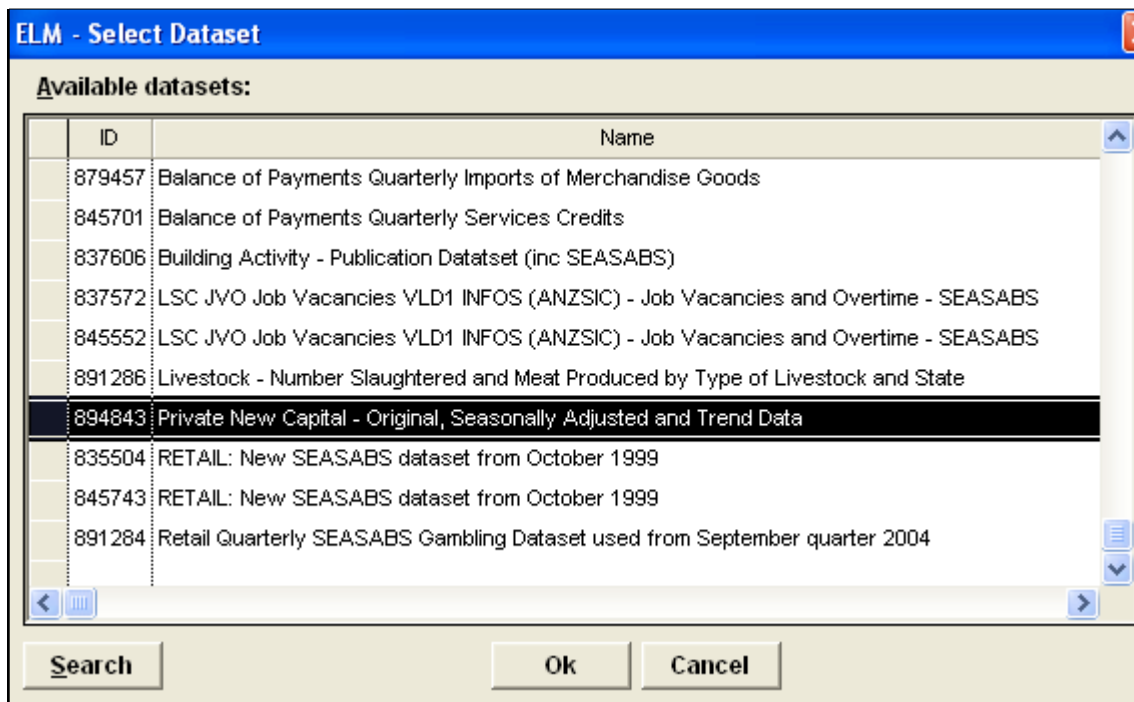 ELM - Select Dataset
Available datasets:
ID Name
879457 Balance of Payments Quarterly Imports of Merchandise Goods
845701 Balance of Payments Quarterly Services Credits
837606 Building Activity - Publication Datatset (inc SEASABS)
837572 LSC JVO Job Vacancies VLD1 INFOS (ANZSIC) - Job Vacancies and Overtime - SEASABS
845552 LSC JVO Job Vacancies VLD1 INFOS (ANZSIC) - Job Vacancies and Overtime - SEASABS
891286 Livestock - Number Slaughtered and Meat Produced by Type of Livestock and State
894843 Private New Capital - Original, Seasonally Adjusted and Trend Data
835504 RETAIL: New SEASABS dataset from October 1999
845743 RETAIL: New SEASABS dataset from October 1999
891284 Retail Quarterly SEASABS Gambling Dataset used from September quarter 2004
Search Ok Cancel